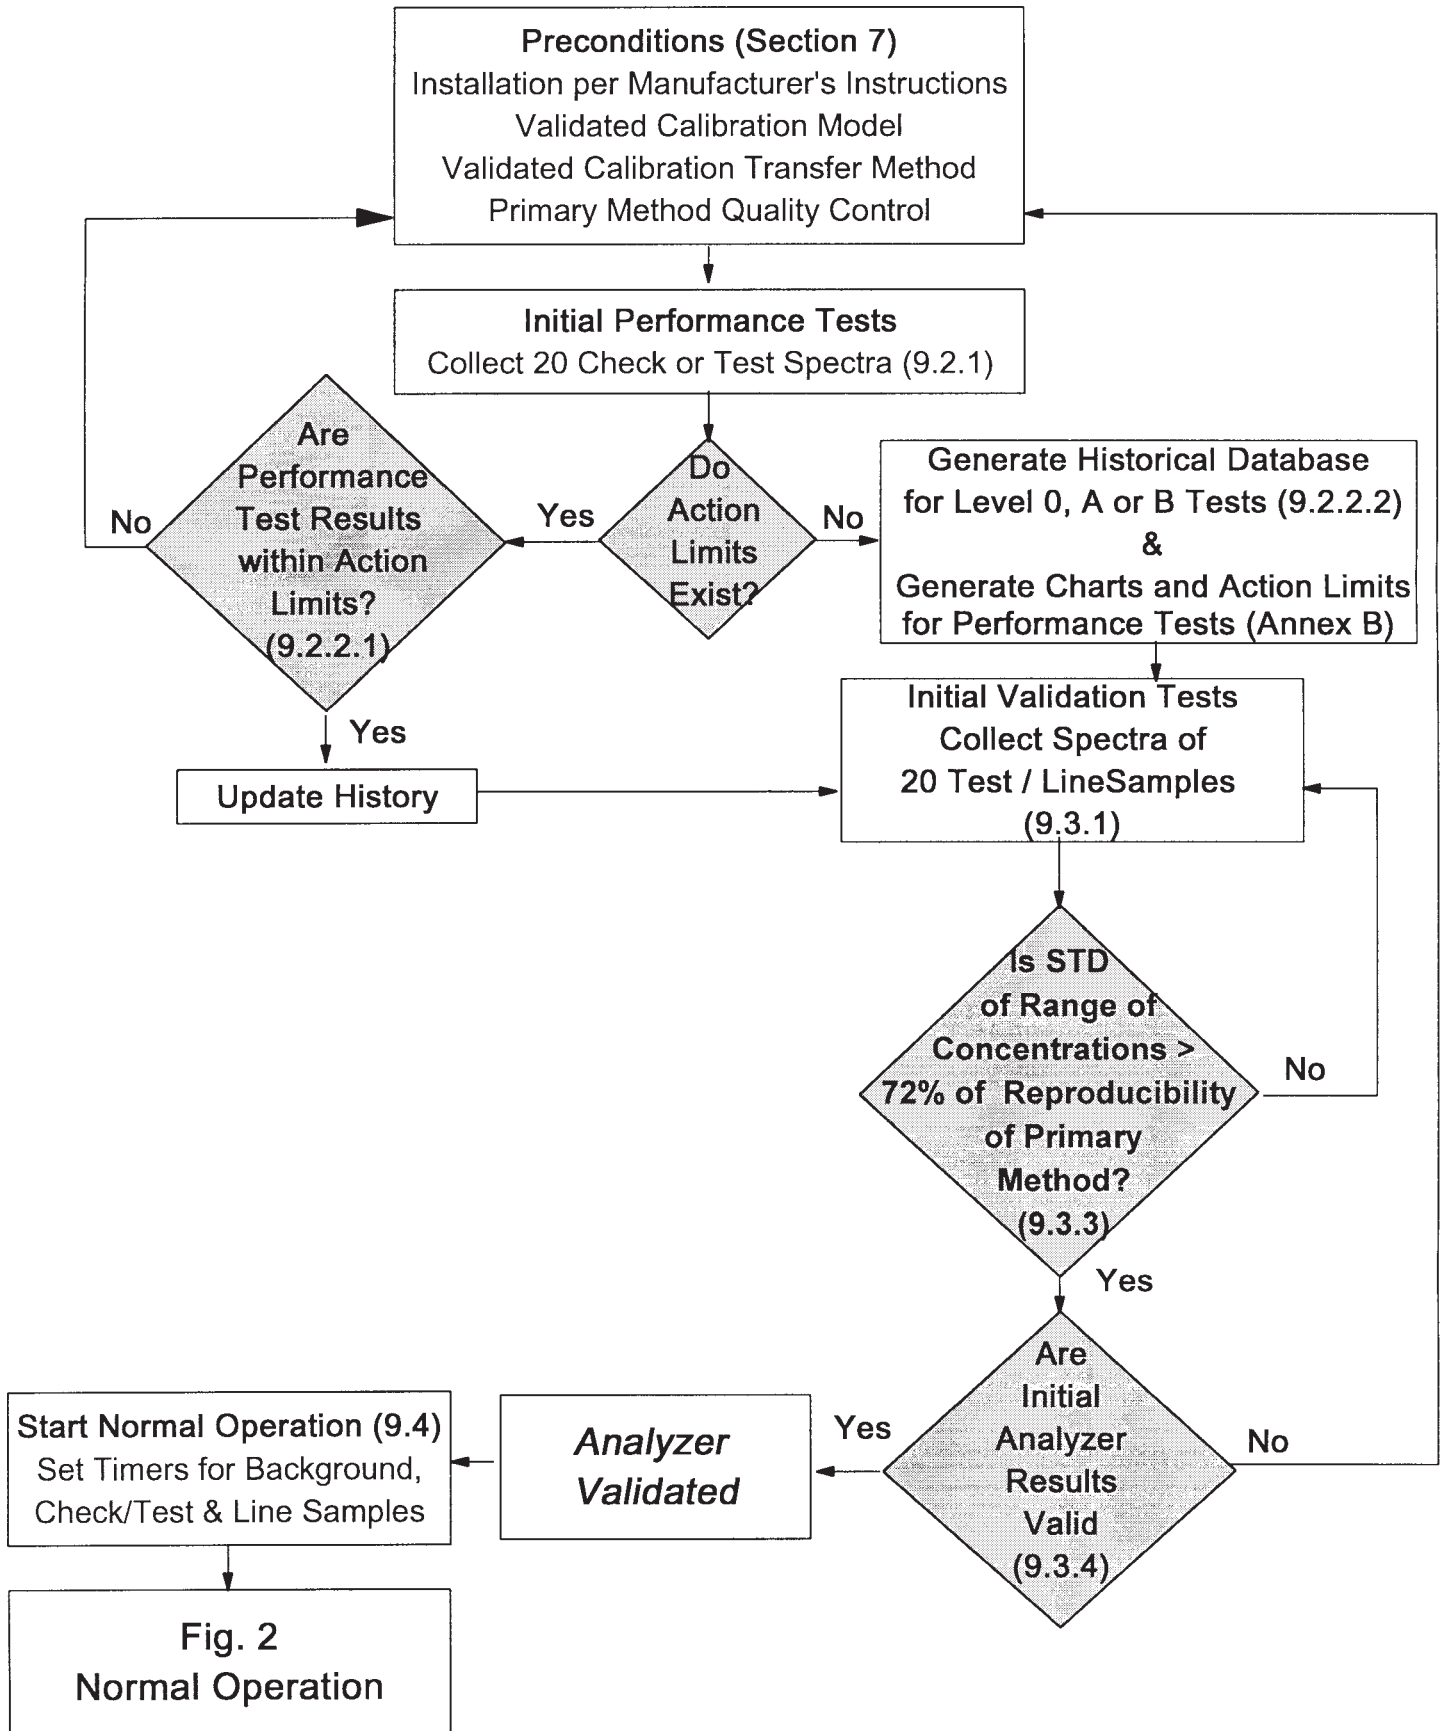 Preconditions (Section 7)
Installation per Manufacturer's Instructions
Validated Calibration Model
Validated Calibration Transfer Method
Primary Method Quality Control
Initial Performance Tests
Collect 20 Check or Test Spectra (9.2.1)
Do
Action
Limits
Exist?
Yes
No
Are
Performance
Test Results
within Action
Limits?
(9.2.2.1)
No
Yes
Update History
Generate Historical Database
for Level 0, A or B Tests (9.2.2.2)
&
Generate Charts and Action Limits
for Performance Tests (Annex B)
Initial Validation Tests
Collect Spectra of
20 Test / LineSamples
(9.3.1)
Is STD
of Range of
Concentrations >
72% of Reproducibility
of Primary
Method?
(9.3.3)
No
Yes
Are
Initial
Analyzer
Results
Valid
(9.3.4)
Yes
No
Analyzer
Validated
Start Normal Operation (9.4)
Set Timers for Background,
Check/Test & Line Samples
Fig. 2
Normal Operation